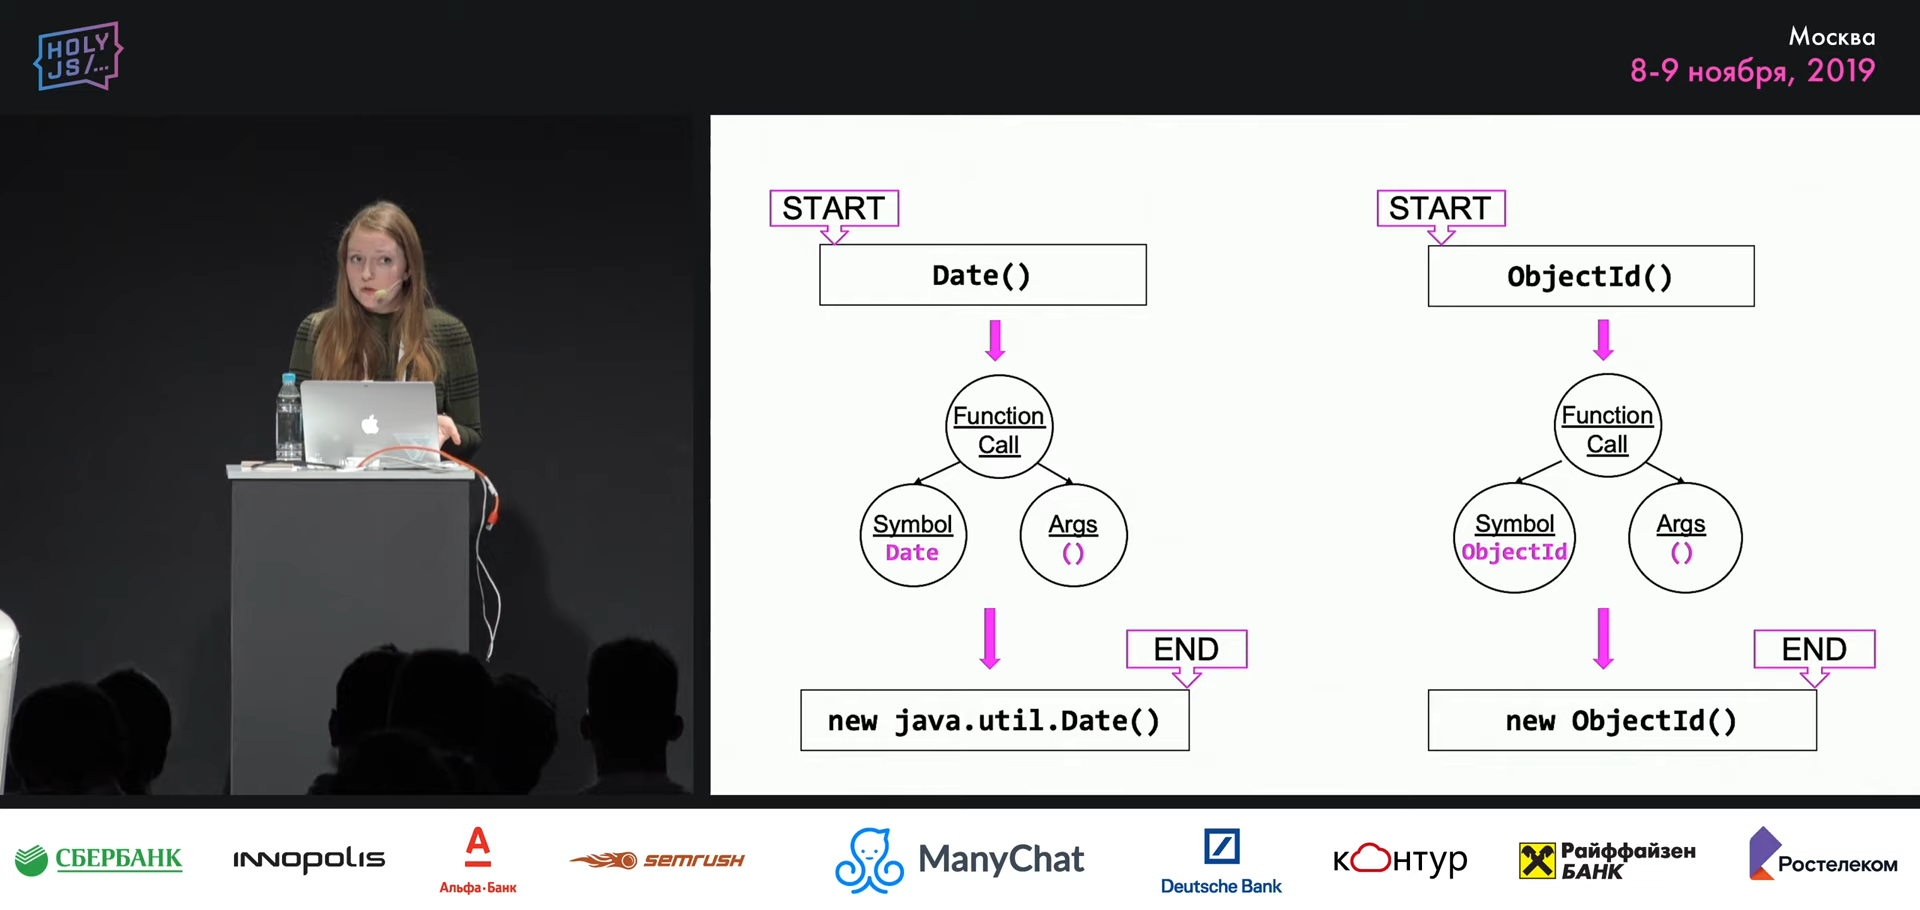 HOLY
JS/...
Москва
8-9 ноября, 2019
START
Date()
Function
Call
Symbol
Date
Args
()
END
new java.util.Date()
START
ObjectId()
Function
Call
Symbol
ObjectId
Args
()
END
new ObjectId()
СБЕРБАНК
INNOPOLIS
А
Альфа·Банк
semrush
ManyChat
Deutsche Bank
контур
Райффайзен
БАНК
Ростелеком